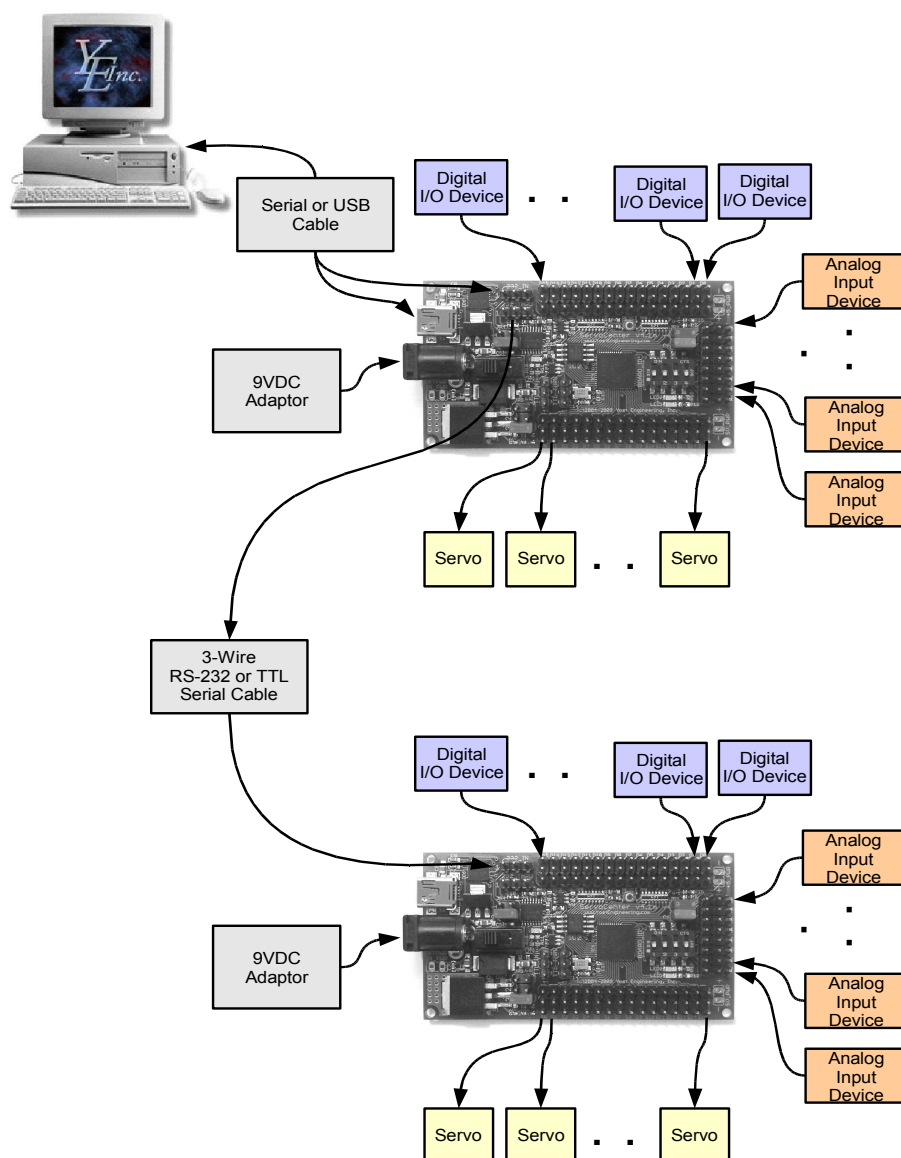 YEInc.
Serial or USB
Cable
Digital
I/O Device
. .
Digital
I/O Device
Digital
I/O Device
Analog
Input
Device
9VDC
Adaptor
Analog
Input
Device
Analog
Input
Device
Servo
Servo
. .
Servo
3-Wire
RS-232 or TTL
Serial Cable
Digital
I/O Device
. .
Digital
I/O Device
Digital
I/O Device
Analog
Input
Device
9VDC
Adaptor
Analog
Input
Device
Analog
Input
Device
Servo
Servo
. .
Servo